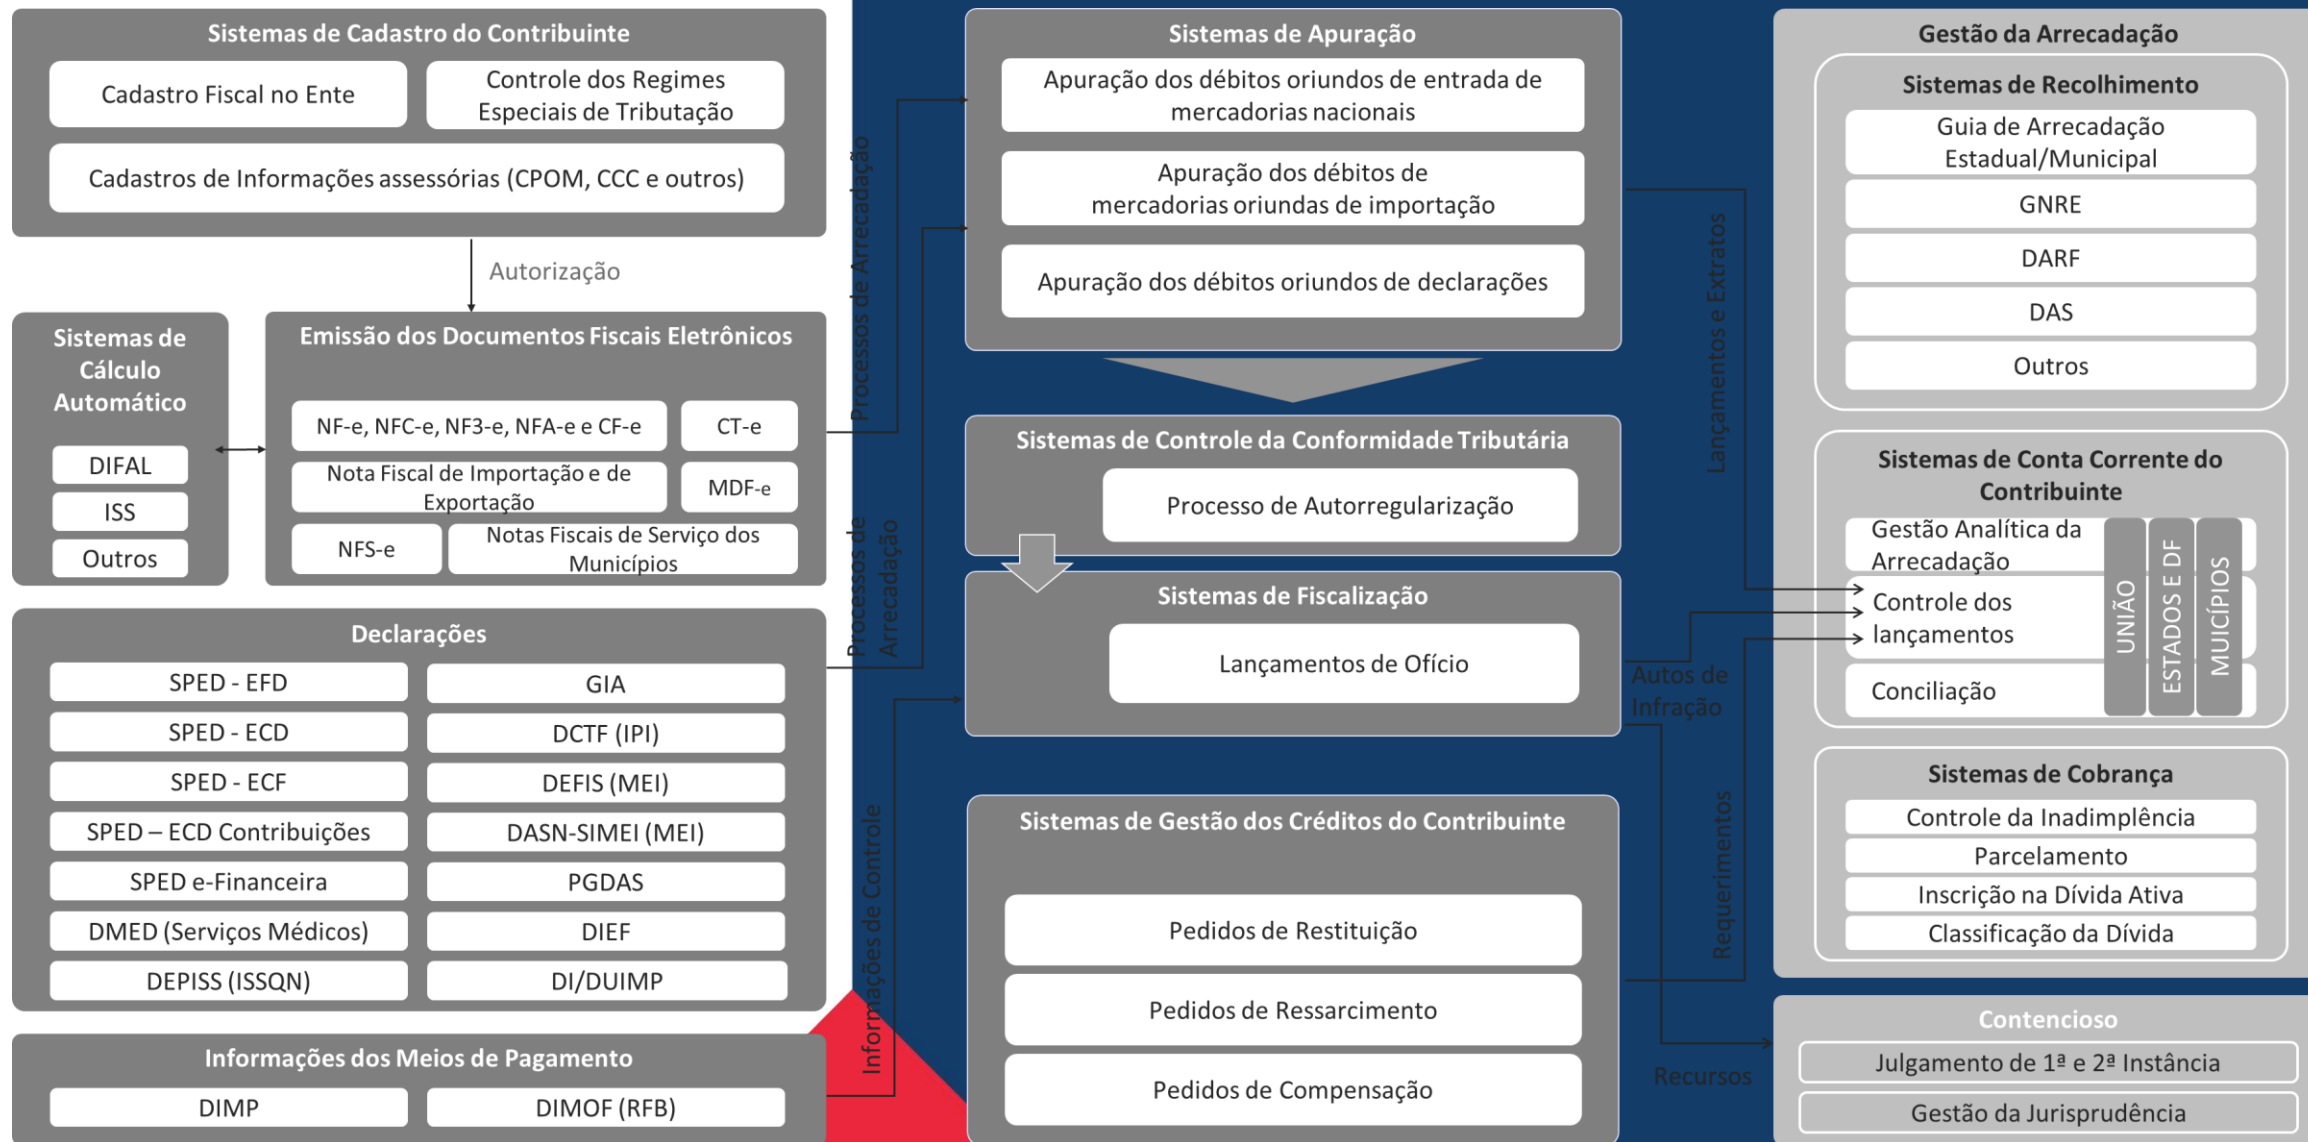 Sistemas de Cadastro do Contribuinte
Cadastro Fiscal no Ente
Controle dos Regimes
Especiais de Tributação
Cadastros de Informações assessórias (CPOM, CCC e outros)
Autorização
Sistemas de
Cálculo
Automático
DIFAL
ISS
Outros
Emissão dos Documentos Fiscais Eletrônicos
NF-e, NFC-e, NF3-e, NFA-e e CF-e
CT-e
Nota Fiscal de Importação e de
Exportação
MDF-e
NFS-e
Notas Fiscais de Serviço dos
Municípios
Declarações
SPED - EFD
GIA
SPED - ECD
DCTF (IPI)
SPED - ECF
DEFIS (MEI)
SPED – ECD Contribuições
DASN-SIMEI (MEI)
SPED e-Financeira
PGDAS
DMED (Serviços Médicos)
DIEF
DEPISS (ISSQN)
DI/DUIMP
Informações dos Meios de Pagamento
DIMP
DIMOF (RFB)
Processos de Arrecadação
Processos de
Arrecadação
Informações de Controle
Sistemas de Apuração
Apuração dos débitos oriundos de entrada de
mercadorias nacionais
Apuração dos débitos de
mercadorias oriundas de importação
Apuração dos débitos oriundos de declarações
Sistemas de Controle da Conformidade Tributária
Processo de Autorregularização
Sistemas de Fiscalização
Lançamentos de Ofício
Sistemas de Gestão dos Créditos do Contribuinte
Pedidos de Restituição
Pedidos de Ressarcimento
Pedidos de Compensação
Lançamentos e Extratos
Autos de
Infração
Requerimentos
Recursos
Gestão da Arrecadação
Sistemas de Recolhimento
Guia de Arrecadação
Estadual/Municipal
GNRE
DARF
DAS
Outros
Sistemas de Conta Corrente do
Contribuinte
Gestão Analítica da
Arrecadação
Controle dos
lançamentos
Conciliação
UNIÃO
ESTADOS E DF
MUICÍPIOS
Sistemas de Cobrança
Controle da Inadimplência
Parcelamento
Inscrição na Dívida Ativa
Classificação da Dívida
Contencioso
Julgamento de 1ª e 2ª Instância
Gestão da Jurisprudência